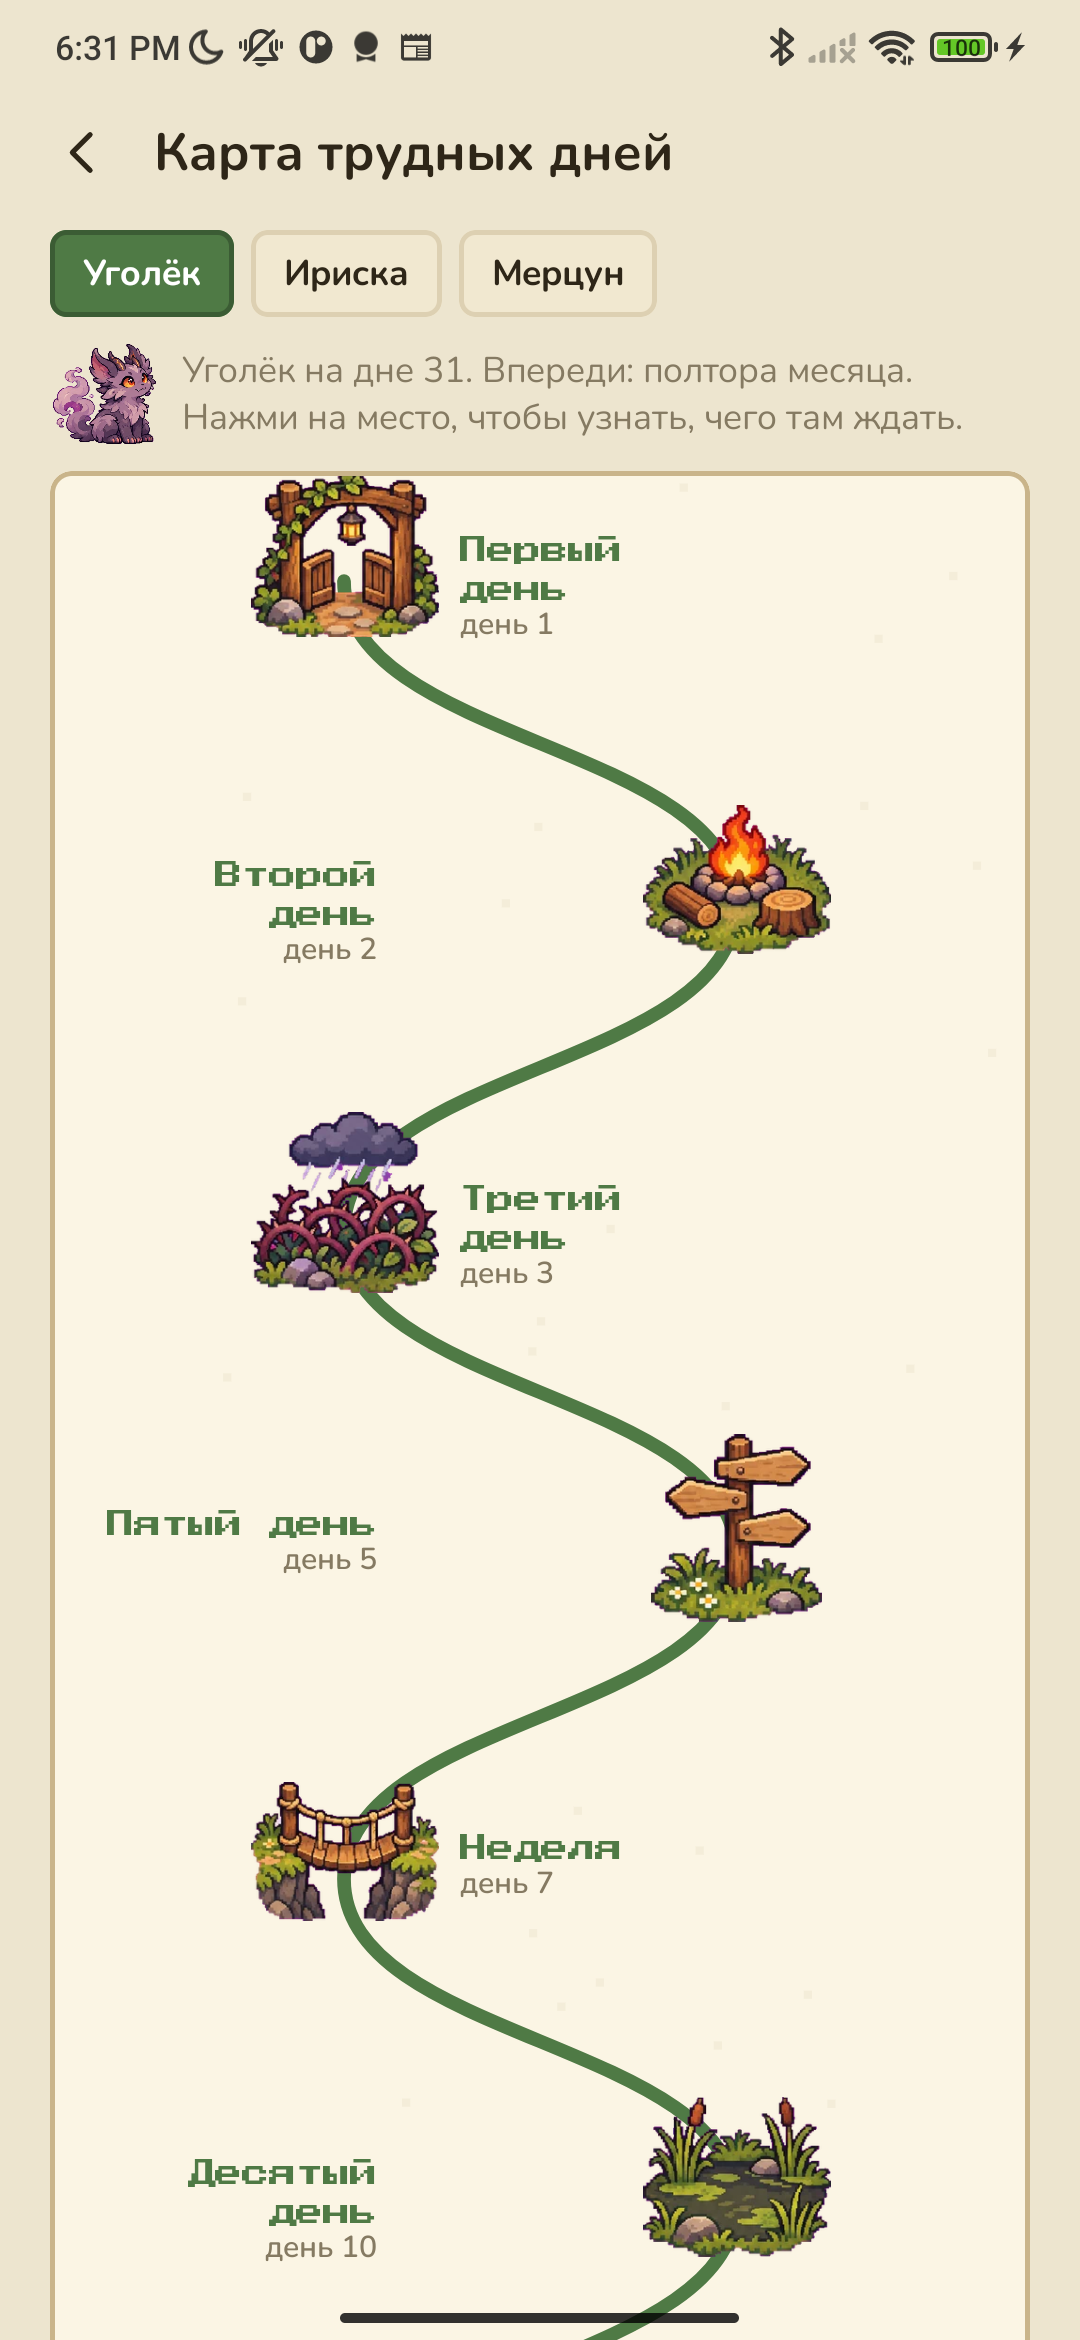 6:31 PM
100
Карта трудных дней
Уголёк
Ириска
Мерцун
Уголёк на дне 31. Впереди: полтора месяца.
Нажми на место, чтобы узнать, чего там ждать.
Первый
день
день 1
Второй
день
день 2
Третий
день
день 3
Пятый день
день 5
Неделя
день 7
Десятый
день
день 10